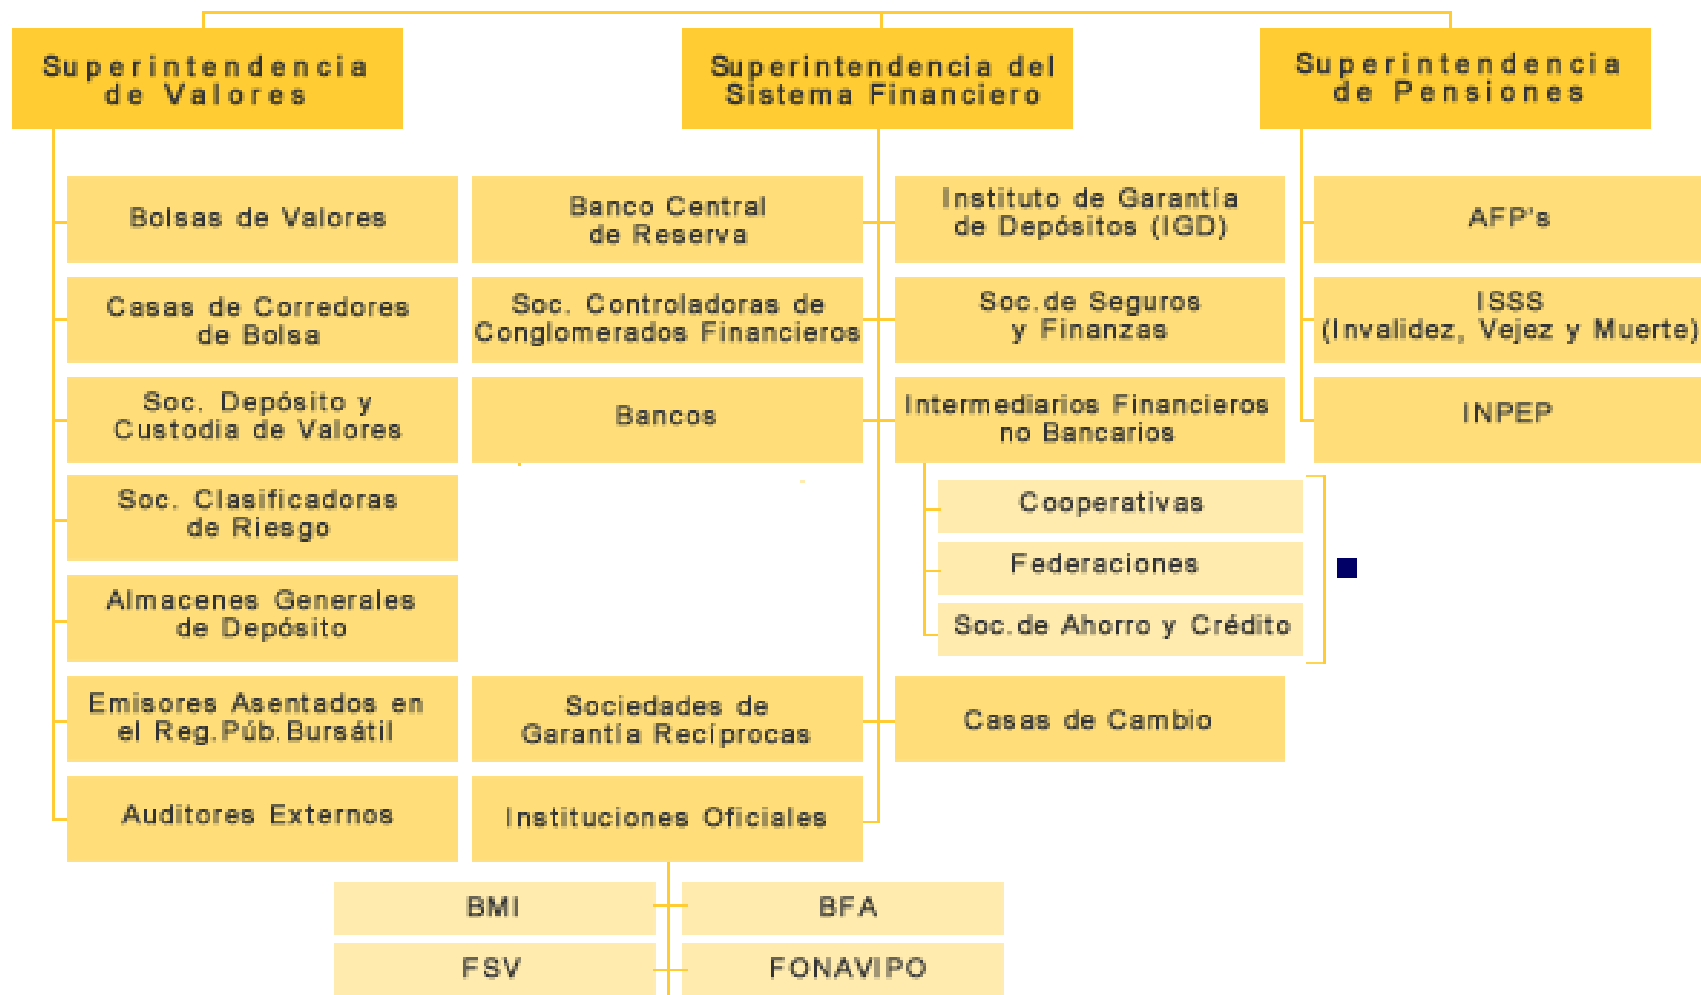 Superintendencia
de Valores
Superintendencia del
Sistema Financiero
Superintendencia
de Pensiones
Bolsas de Valores
Casas de Corredores
de Bolsa
Soc. Depósito y
Custodia de Valores
Soc. Clasificadoras
de Riesgo
Almacenes Generales
de Depósito
Emisores Asentados en
el Reg.Púb.Bursátil
Auditores Externos
Banco Central
de Reserva
Soc. Controladoras de
Conglomerados Financieros
Bancos
Sociedades de
Garantía Recíprocas
Instituciones Oficiales
BMI
BFA
FSV
FONAVIPO
Instituto de Garantía
de Depósitos (IGD)
Soc.de Seguros
y Finanzas
Intermediarios Financieros
no Bancarios
Cooperativas
Federaciones
Soc.de Ahorro y Crédito
Casas de Cambio
AFP's
ISSS
(Invalidez, Vejez y Muerte)
INPEP